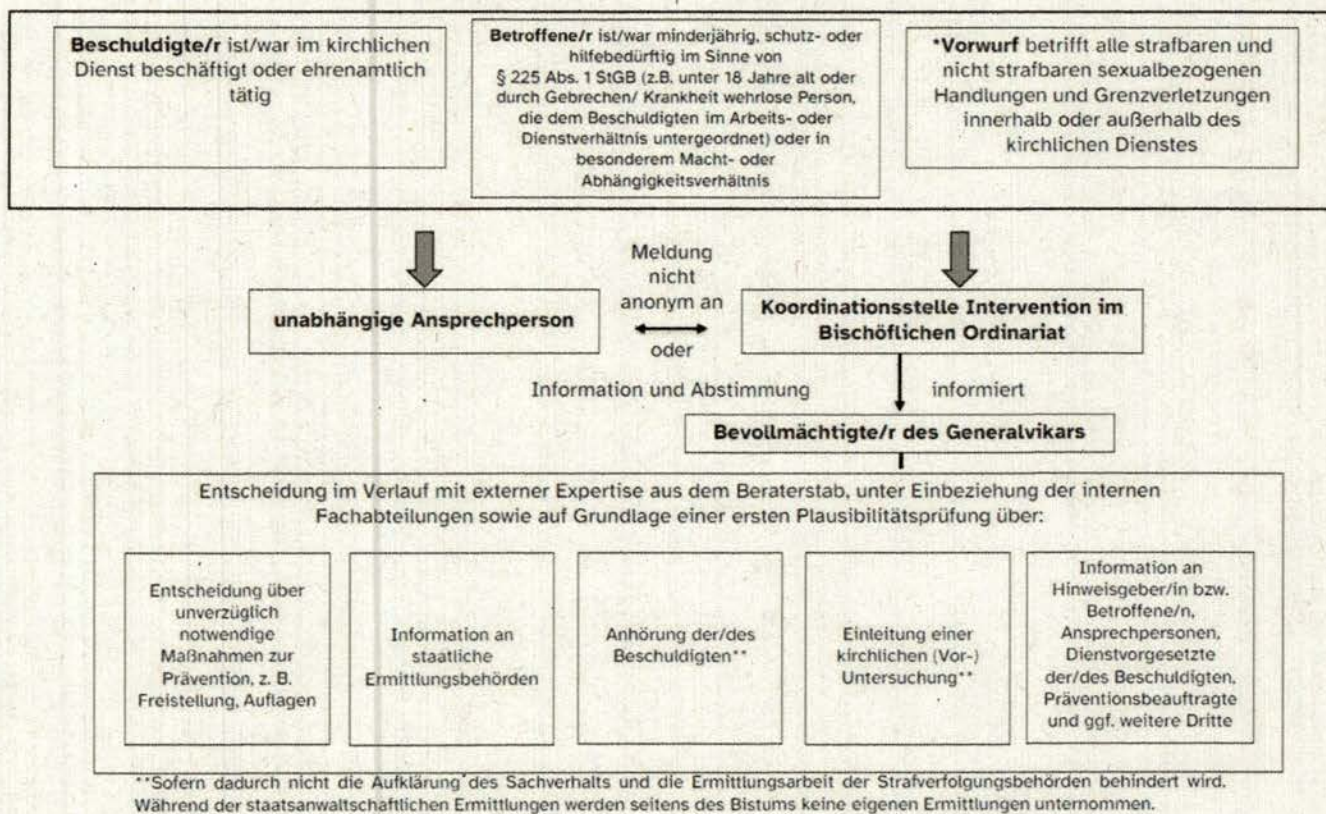 Beschuldigte/r ist/war im kirchlichen
Dienst beschäftigt oder ehrenamtlich
tätig
Betroffene/r ist/war minderjährig, schutz- oder
hilfebedürftig im Sinne von
§ 225 Abs. 1 StGB (z.B. unter 18 Jahre alt oder
durch Gebrechen/ Krankheit wehrlose Person,
die dem Beschuldigten im Arbeits- oder
Dienstverhältnis untergeordnet) oder in
besonderem Macht- oder
Abhängigkeitsverhältnis
*Vorwurf betrifft alle strafbaren und
nicht strafbaren sexualbezogenen
Handlungen und Grenzverletzungen
innerhalb oder außerhalb des
kirchlichen Dienstes
unabhängige Ansprechperson
Meldung
nicht
anonym an
oder
Koordinationsstelle Intervention im
Bischöflichen Ordinariat
Information und Abstimmung
informiert
Bevollmächtigte/r des Generalvikars
Entscheidung im Verlauf mit externer Expertise aus dem Beraterstab, unter Einbeziehung der internen
Fachabteilungen sowie auf Grundlage einer ersten Plausibilitätsprüfung über:
Entscheidung über
unverzüglich
notwendige
Maßnahmen zur
Prävention, z. B.
Freistellung, Auflagen
Information an
staatliche
Ermittlungsbehörden
Anhörung der/des
Beschuldigten**
Einleitung einer
kirchlichen (Vor-)
Untersuchung**
Information an
Hinweisgeber/in bzw.
Betroffene/n,
Ansprechpersonen,
Dienstvorgesetzte
der/des Beschuldigten,
Präventionsbeauftragte
und ggf. weitere Dritte
**Sofern dadurch nicht die Aufklärung des Sachverhalts und die Ermittlungsarbeit der Strafverfolgungsbehörden behindert wird.
Während der staatsanwaltschaftlichen Ermittlungen werden seitens des Bistums keine eigenen Ermittlungen unternommen.